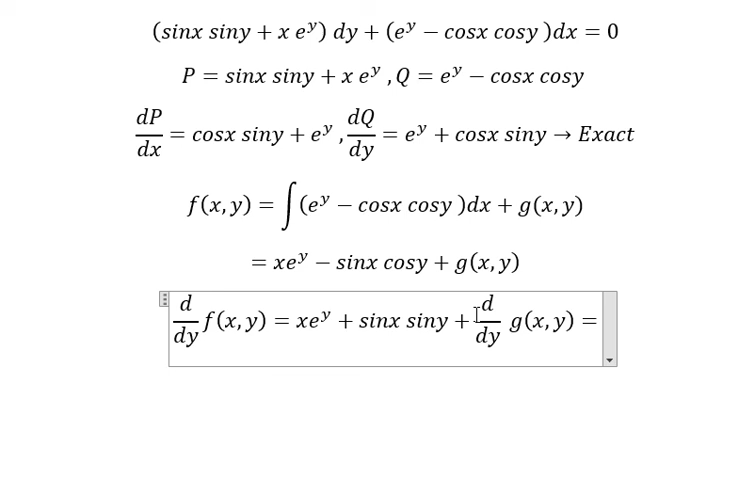 (sinx siny + x e^y) dy + (e^y − cosx cosy )dx = 0
P = sinx siny + x e^y , Q = e^y − cosx cosy
dP/dx = cosx siny + e^y , dQ/dy = e^y + cosx siny → Exact
f(x, y) = ∫(e^y − cosx cosy )dx + g(x, y)
= xe^y − sinx cosy + g(x, y)
d/dy f(x, y) = xe^y + sinx siny + d/dy g(x, y) =